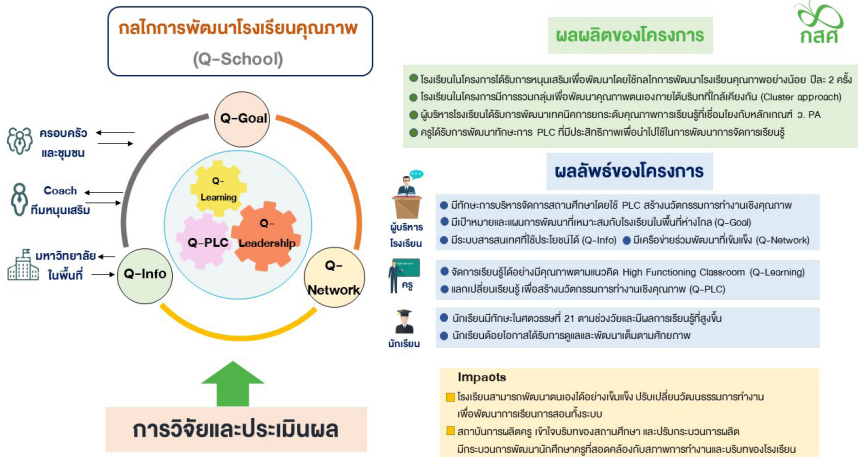 กลไกการพัฒนาโรงเรียนคุณภาพ
(Q-School)
Q-Goal
ครอบครัว
และชุมชน
Coach
ทีมหนุนเสริม
มหาวิทยาลัย
ในพื้นที่
Q-
Learning
Q-PLC
Q-
Leadership
Q-Info
Q-
Network
การวิจัยและประเมินผล
กสศ
ผลผลิตของโครงการ
โรงเรียนในโครงการได้รับการหนุนเสริมเพื่อพัฒนาโดยใช้กลไกการพัฒนาโรงเรียนคุณภาพอย่างน้อย ปีละ 2 ครั้ง
โรงเรียนในโครงการมีการรวมกลุ่มเพื่อพัฒนาคุณภาพตนเองภายใต้บริบทที่ใกล้เคียงกัน (Cluster approach)
ผู้บริหารโรงเรียนได้รับการพัฒนาเทคนิคการยกระดับคุณภาพการเรียนรู้ที่เชื่อมโยงกับหลักเกณฑ์ ว. PA
ครูได้รับการพัฒนาทักษะการ PLC ที่มีประสิทธิภาพเพื่อนำไปใช้ในการพัฒนาการจัดการเรียนรู้
ผลลัพธ์ของโครงการ
ผู้บริหาร
โรงเรียน
มีทักษะการบริหารจัดการสถานศึกษาโดยใช้ PLC สร้างนวัตกรรมการทำงานเชิงคุณภาพ
มีเป้าหมายและแผนการพัฒนาที่เหมาะสมกับโรงเรียนในพื้นที่ห่างไกล (Q-Goal)
มีระบบสารสนเทศที่ใช้ประโยชน์ได้ (Q-Info) มีเครือข่ายร่วมพัฒนาที่เข้มแข็ง (Q-Network)
ครู
จัดการเรียนรู้ได้อย่างมีคุณภาพตามแนวคิด High Functioning Classroom (Q-Learning)
แลกเปลี่ยนเรียนรู้ เพื่อสร้างนวัตกรรมการทำงานเชิงคุณภาพ (Q-PLC)
นักเรียน
นักเรียนมีทักษะในศตวรรษที่ 21 ตามช่วงวัยและมีผลการเรียนรู้ที่สูงขึ้น
นักเรียนด้อยโอกาสได้รับการดูแลและพัฒนาเต็มตามศักยภาพ
Impacts
โรงเรียนสามารถพัฒนาตนเองได้อย่างเข้มแข็ง ปรับเปลี่ยนวัฒนธรรมการทำงาน
เพื่อพัฒนาการเรียนการสอนทั้งระบบ
สถาบันการผลิตครู เข้าใจบริบทของสถานศึกษา และปรับกระบวนการผลิต
มีกระบวนการพัฒนานักศึกษาครูที่สอดคล้องกับสภาพการทำงานและบริบทของโรงเรียน